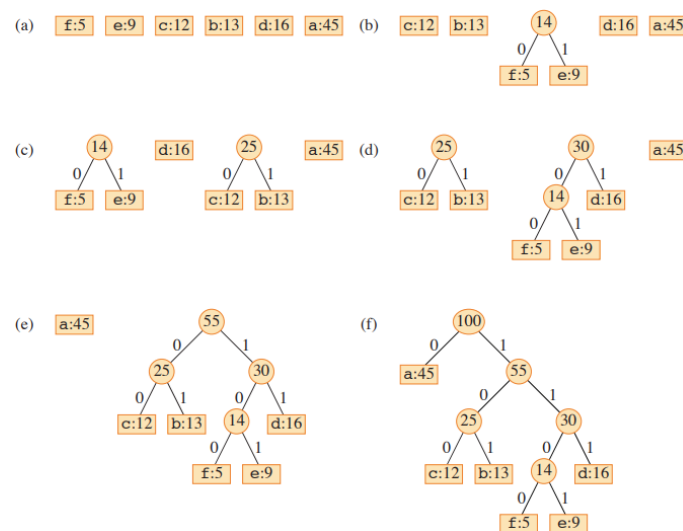 (a) f:5 e:9 c:12 b:13 d:16 a:45
(b) c:12 b:13 14 d:16 a:45
0 1
f:5 e:9
(c) 14 d:16 25 a:45
0 1 0 1
f:5 e:9 c:12 b:13
(d) 25 30 a:45
0 1 0 1
c:12 b:13 14 d:16
0 1
f:5 e:9
(e) a:45 55
0 1
25 30
0 1 0 1
c:12 b:13 14 d:16
0 1
f:5 e:9
(f) 100
0 1
a:45 55
0 1
25 30
0 1 0 1
c:12 b:13 14 d:16
0 1
f:5 e:9